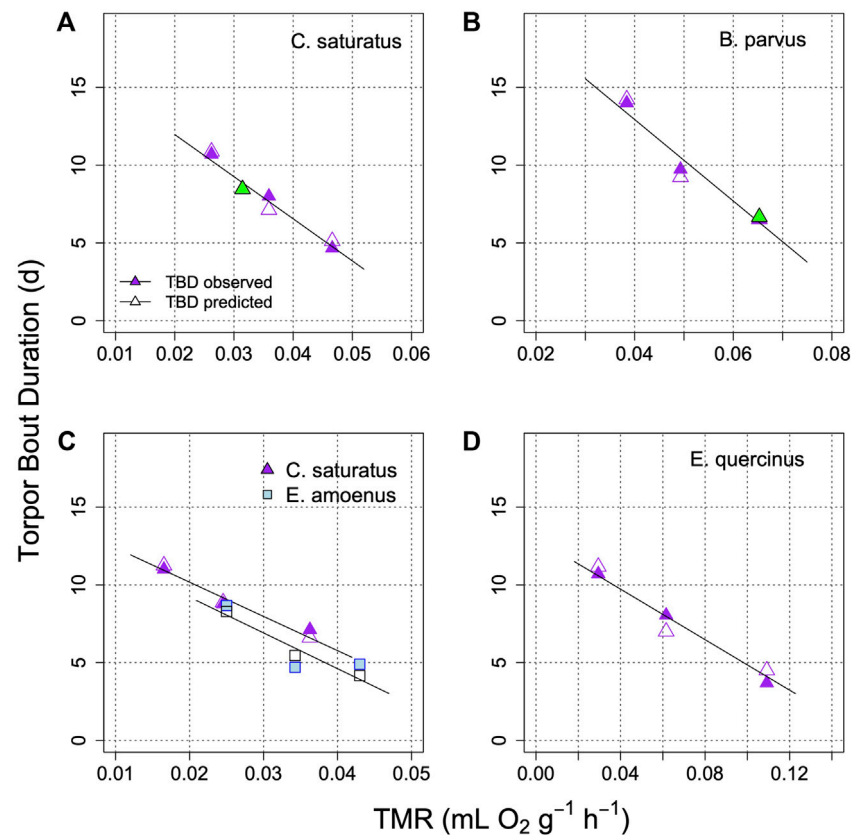 A
C. saturatus
15
10
5
0
TBD observed
TBD predicted
0.01 0.02 0.03 0.04 0.05 0.06
B
B. parvus
15
10
5
0
0.02 0.04 0.06 0.08
Torpor Bout Duration (d)
C
C. saturatus
E. amoenus
15
10
5
0
0.01 0.02 0.03 0.04 0.05
D
E. quercinus
15
10
5
0
0.00 0.04 0.08 0.12
TMR (mL O₂ g⁻¹ h⁻¹)